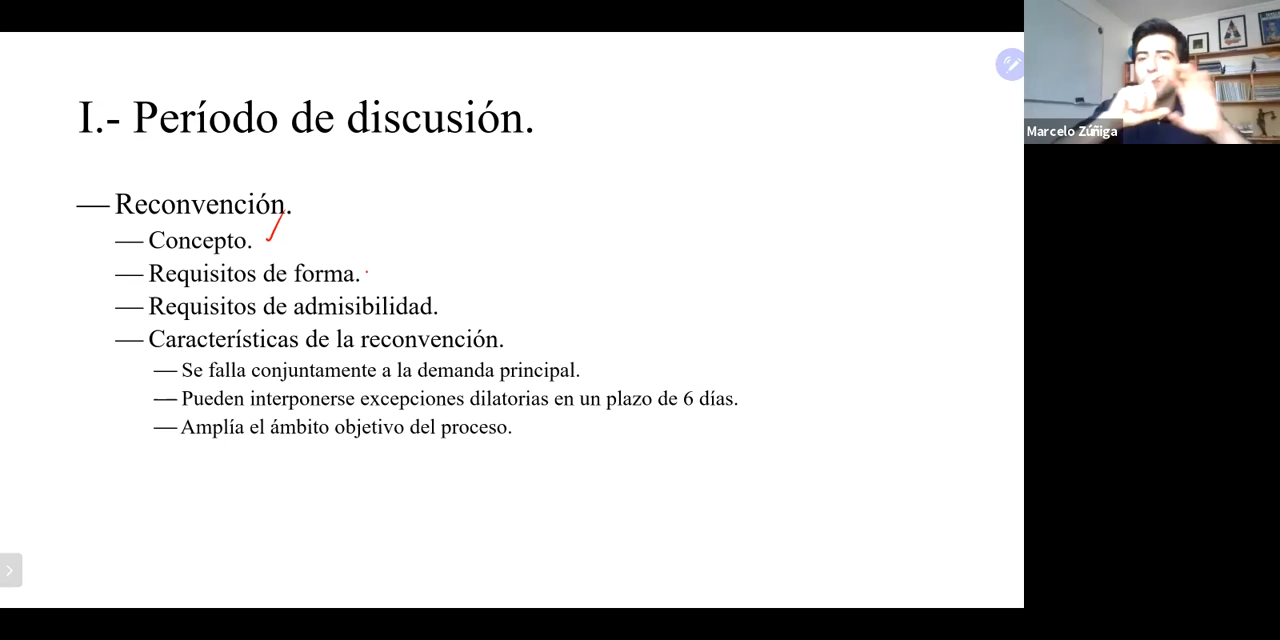 I.- Período de discusión.
— Reconvención.
— Concepto.
— Requisitos de forma.
— Requisitos de admisibilidad.
— Características de la reconvención.
— Se falla conjuntamente a la demanda principal.
— Pueden interponerse excepciones dilatorias en un plazo de 6 días.
— Amplía el ámbito objetivo del proceso.
Marcelo Zúñiga